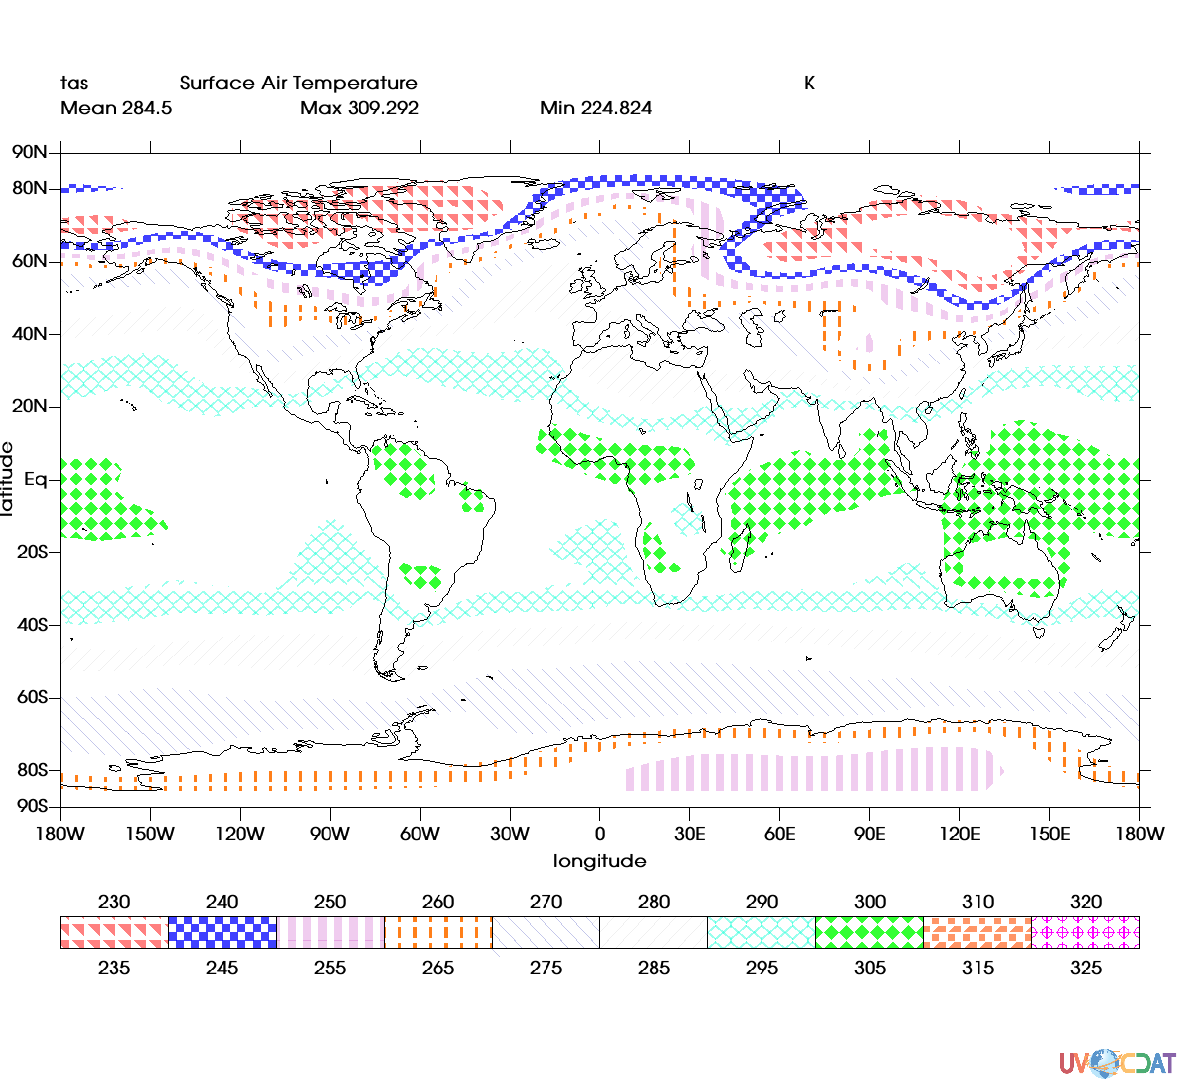 tas Surface Air Temperature K
Mean 284.5 Max 309.292 Min 224.824
90N
80N
60N
40N
20N
Eq
20S
40S
60S
80S
90S
latitude
180W 150W 120W 90W 60W 30W 0 30E 60E 90E 120E 150E 180W
longitude
230 240 250 260 270 280 290 300 310 320
235 245 255 265 275 285 295 305 315 325
UV CDAT